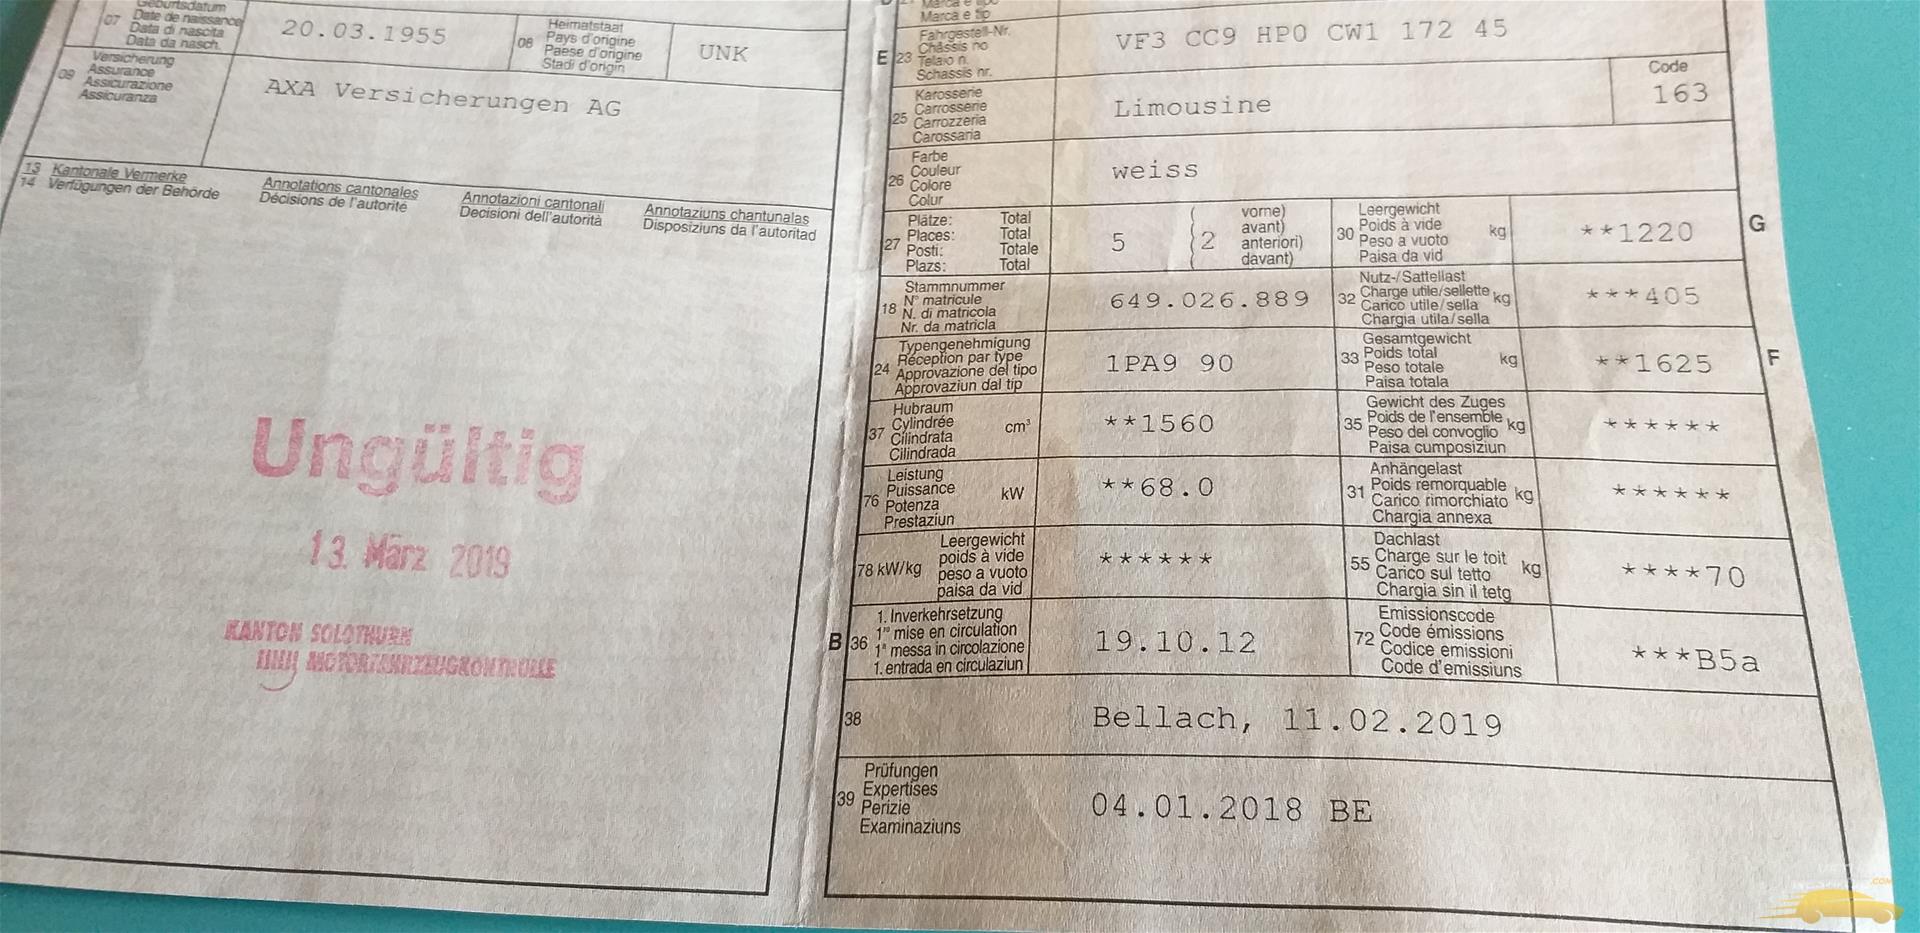 Geburtsdatum
07 Date de naissance
Data di nascita
Data da nasch.
20.03.1955
08 Heimatstaat
Pays d'origine
Paese d'origine
Stadi d'origin
UNK
09 Versicherung
Assurance
Assicurazione
Assicuranza
AXA Versicherungen AG
13 Kantonale Vermerke
14 Verfügungen der Behörde
Annotations cantonales
Décisions de l'autorité
Annotazioni cantonali
Decisioni dell'autorità
Annotaziuns chantunalas
Disposiziuns da l'autoritad
Ungültig
13. März 2019
KANTON SOLOTHURN
MOTORFAHRZEUGKONTROLLE
Marca e tip
E 23 Fahrgestell-Nr.
Châssis no
Telaio n.
Schassis nr.
VF3 CC9 HP0 CW1 172 45
25 Karosserie
Carrosserie
Carrozzeria
Carossaria
Limousine
Code
163
26 Farbe
Couleur
Colore
Colur
weiss
27 Plätze: Total
Places: Total
Posti: Totale
Plazs: Total
5 2
vorne)
avant)
anteriori)
davant)
30 Leergewicht
Poids à vide kg
Peso a vuoto
Paisa da vid
**1220 G
18 Stammnummer
N° matricule
N. di matricola
Nr. da matricla
649.026.889
32 Nutz-/Sattellast
Charge utile/sellette kg
Carico utile/sella
Chargia utila/sella
***405
24 Typengenehmigung
Réception par type
Approvazione del tipo
Approvaziun dal tip
1PA9 90
33 Gesamtgewicht
Poids total kg
Peso totale
Paisa totala
**1625 F
37 Hubraum
Cylindrée cm³
Cilindrata
Cilindrada
**1560
35 Gewicht des Zuges
Poids de l'ensemble kg
Peso del convoglio
Paisa cumposiziun
******
76 Leistung
Puissance kW
Potenza
Prestaziun
**68.0
31 Anhängelast
Poids remorquable kg
Carico rimorchiato
Chargia annexa
******
78 kW/kg Leergewicht
poids à vide
peso a vuoto
paisa da vid
******
55 Dachlast
Charge sur le toit kg
Carico sul tetto
Chargia sin il tetg
****70
B 36 1. Inverkehrsetzung
1re mise en circulation
1a messa in circolazione
1. entrada en circulaziun
19.10.12
72 Emissionscode
Code émissions
Codice emissioni
Code d'emissiuns
***B5a
38 Bellach, 11.02.2019
39 Prüfungen
Expertises
Perizie
Examinaziuns
04.01.2018 BE
.COM